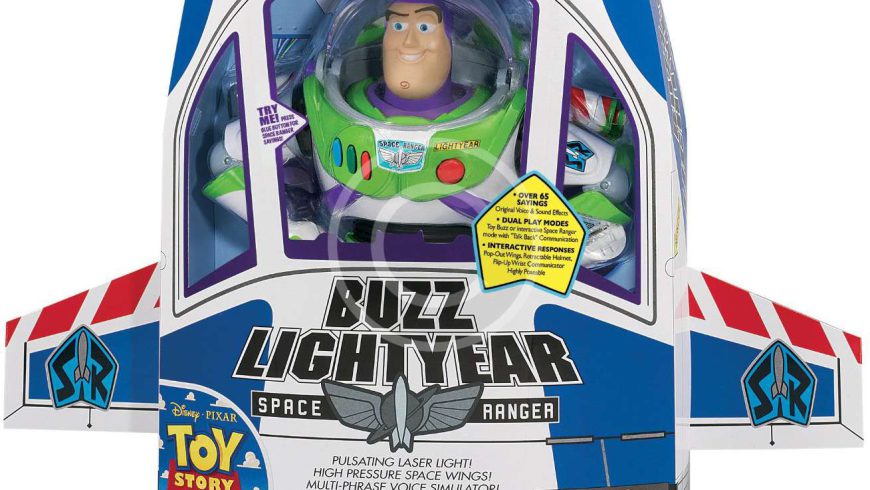 TRY
ME! PRESS
BLUE BUTTON FOR
SPACE RANGER
SAYINGS!
SPACE RANGER
LIGHTYEAR
• OVER 65
SAYINGS
Original Voice & Sound Effects
• DUAL PLAY MODES
Toy Buzz or interactive Space Ranger
mode with "Talk Back" Communication
• INTERACTIVE RESPONSES
Pop-Out Wings, Retractable Helmet,
Flip-Up Wrist Communicator
Highly Poseable
BUZZ
LIGHTYEAR
SPACE RANGER
SR
SR
Disney • PIXAR
TOY
STORY
PULSATING LASER LIGHT!
HIGH PRESSURE SPACE WINGS!
MULTI-PHRASE VOICE SIMULATOR!